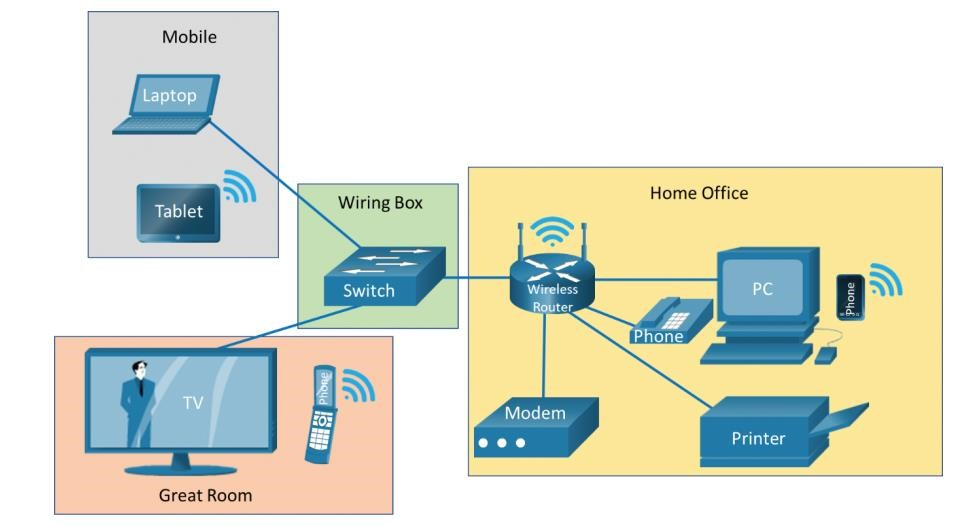 Mobile
Laptop
Tablet
Wiring Box
Switch
Home Office
Wireless
Router
PC
Phone
Phone
Modem
Printer
TV
Phone
Great Room